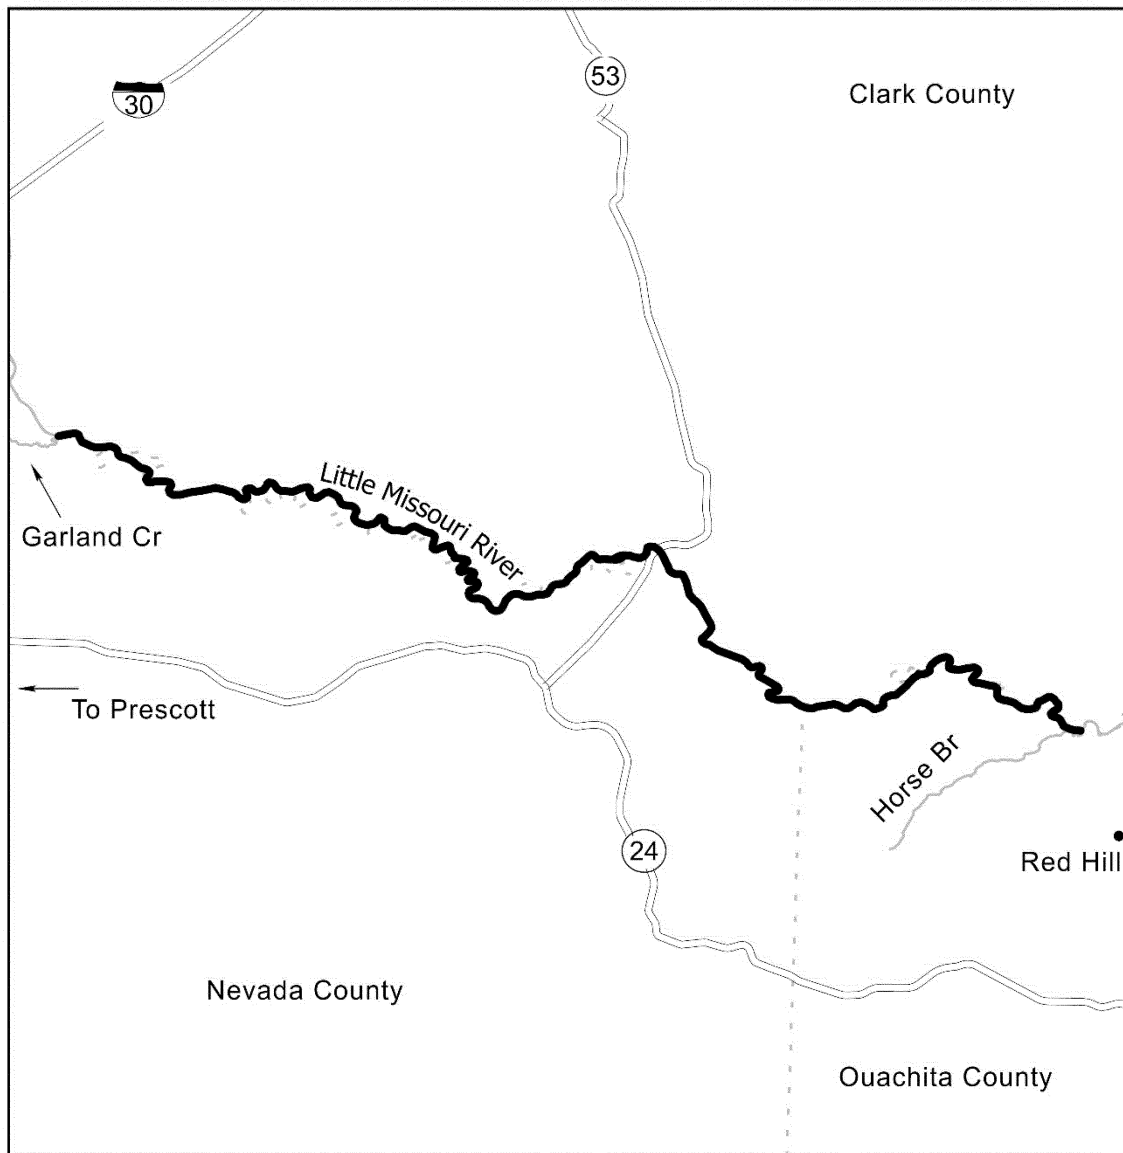 53
Clark County
30
Little Missouri River
Garland Cr
To Prescott
Horse Br
24
Red Hill
Nevada County
Ouachita County